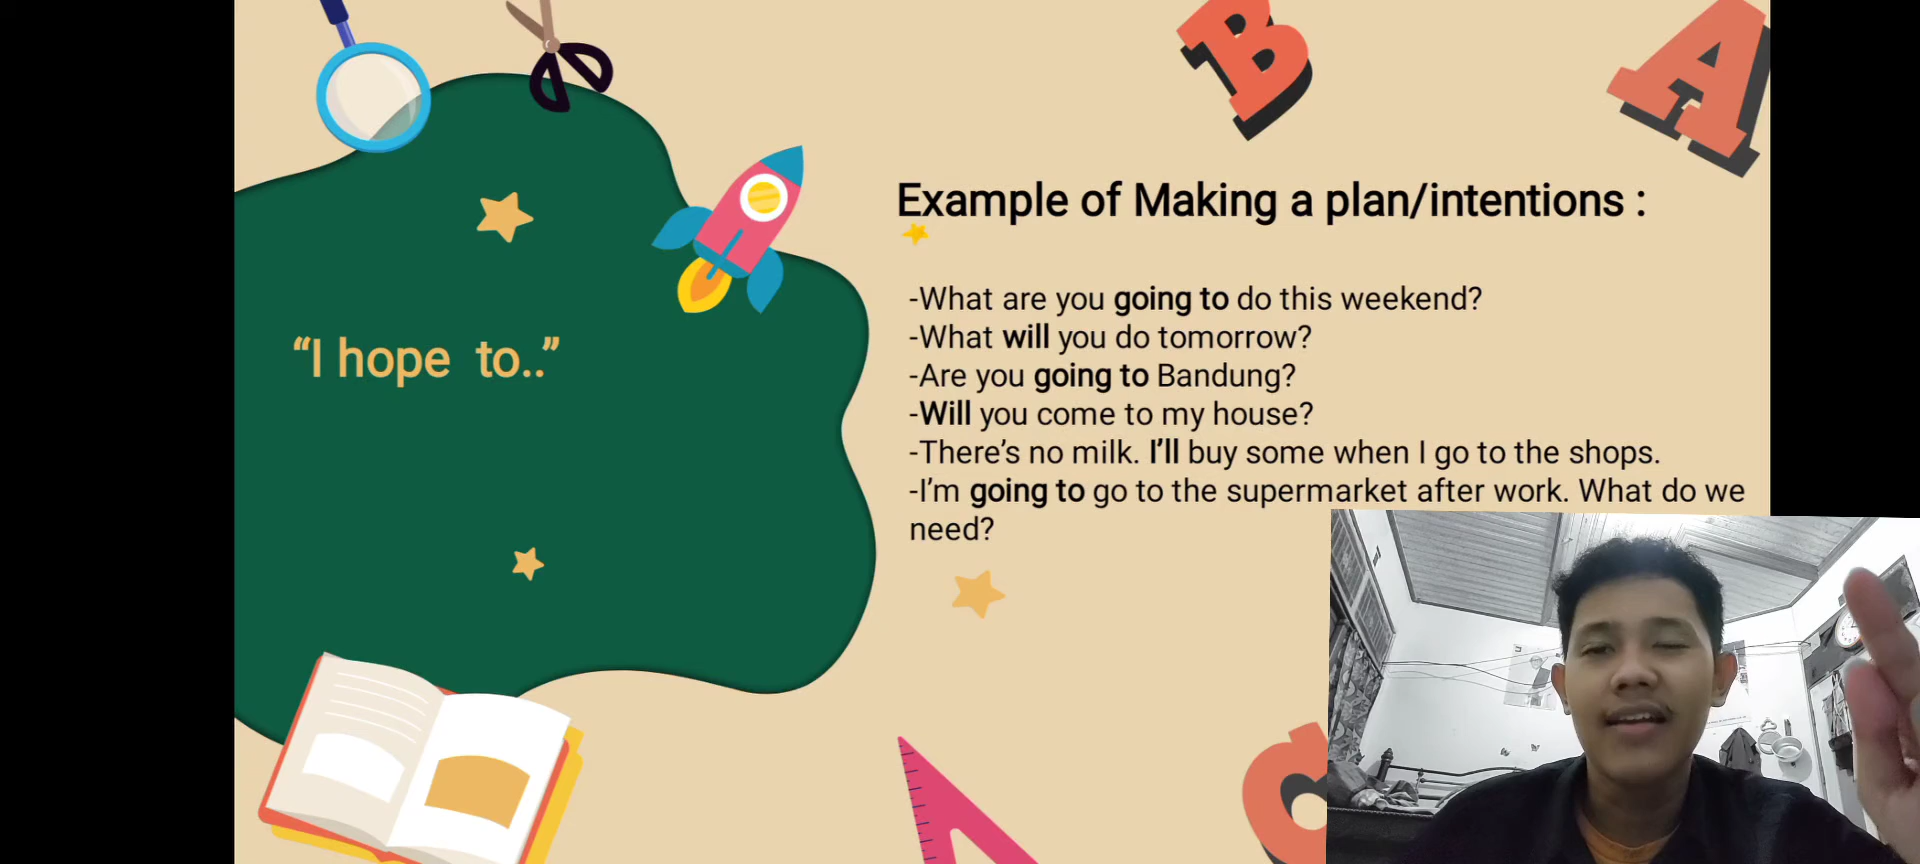 B
A
Example of Making a plan/intentions :
-What are you going to do this weekend?
-What will you do tomorrow?
-Are you going to Bandung?
-Will you come to my house?
-There's no milk. I'll buy some when I go to the shops.
-I'm going to go to the supermarket after work. What do we
need?
“I hope to..”